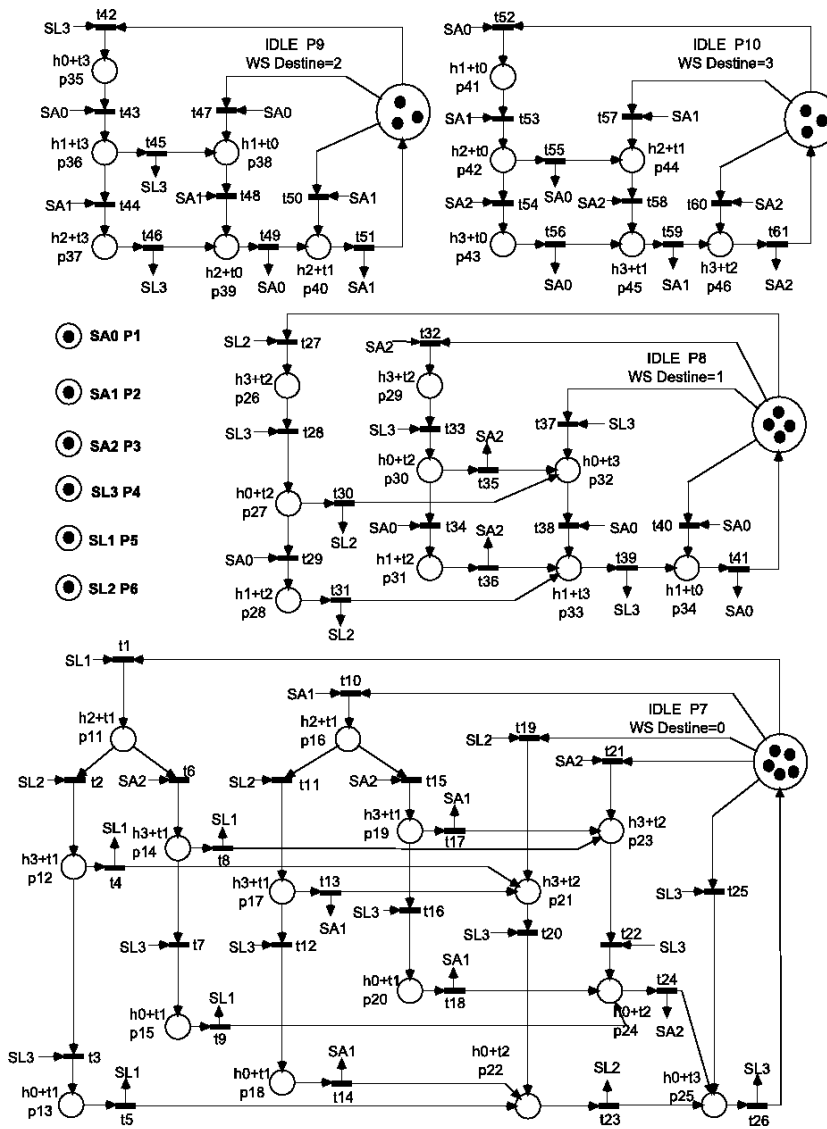 t42
SL3
IDLE P9
WS Destine=2
h0+t3
p35
SA0
t43
t47
SA0
h1+t3
p36
t45
h1+t0
p38
SL3
SA1
t44
SA1
t48
t50
SA1
h2+t3
p37
t46
SL3
h2+t0
p39
t49
SA0
h2+t1
p40
t51
SA1
t52
SA0
IDLE P10
WS Destine=3
h1+t0
p41
SA1
t53
t57
SA1
h2+t0
p42
t55
SA0
h2+t1
p44
SA2
t54
SA2
t58
t60
SA2
h3+t0
p43
t56
SA0
h3+t1
p45
t59
SA1
h3+t2
p46
t61
SA2
SA0 P1
SA1 P2
SA2 P3
SL3 P4
SL1 P5
SL2 P6
SL2
t27
SA2
t32
IDLE P8
WS Destine=1
h3+t2
p26
h3+t2
p29
SL3
t28
SL3
t33
SA2
t37
SL3
h0+t2
p27
t30
SL2
h0+t2
p30
t35
h0+t3
p32
SA0
t29
SA0
t34
SA2
t38
SA0
t40
SA0
h1+t2
p28
t31
SL2
h1+t2
p31
t36
h1+t3
p33
t39
SL3
h1+t0
p34
t41
SA0
SL1
t1
SA1
t10
IDLE P7
WS Destine=0
h2+t1
p11
h2+t1
p16
SL2
t19
SA2
t21
SL2
t2
SA2
t6
SL2
t11
SA2
t15
h3+t1
p12
SL1
t4
h3+t1
p14
SL1
t8
h3+t1
p19
SA1
t17
h3+t2
p23
h3+t1
p17
t13
SA1
h3+t2
p21
SL3
t25
SL3
t7
SL3
t12
SL3
t16
SL3
t20
t22
SL3
h0+t1
p15
SL1
t9
h0+t1
p20
SA1
t18
h0+t2
p24
t24
SA2
SL3
t3
h0+t1
p13
SL1
t5
h0+t1
p18
SA1
t14
h0+t2
p22
SL2
t23
h0+t3
p25
SL3
t26